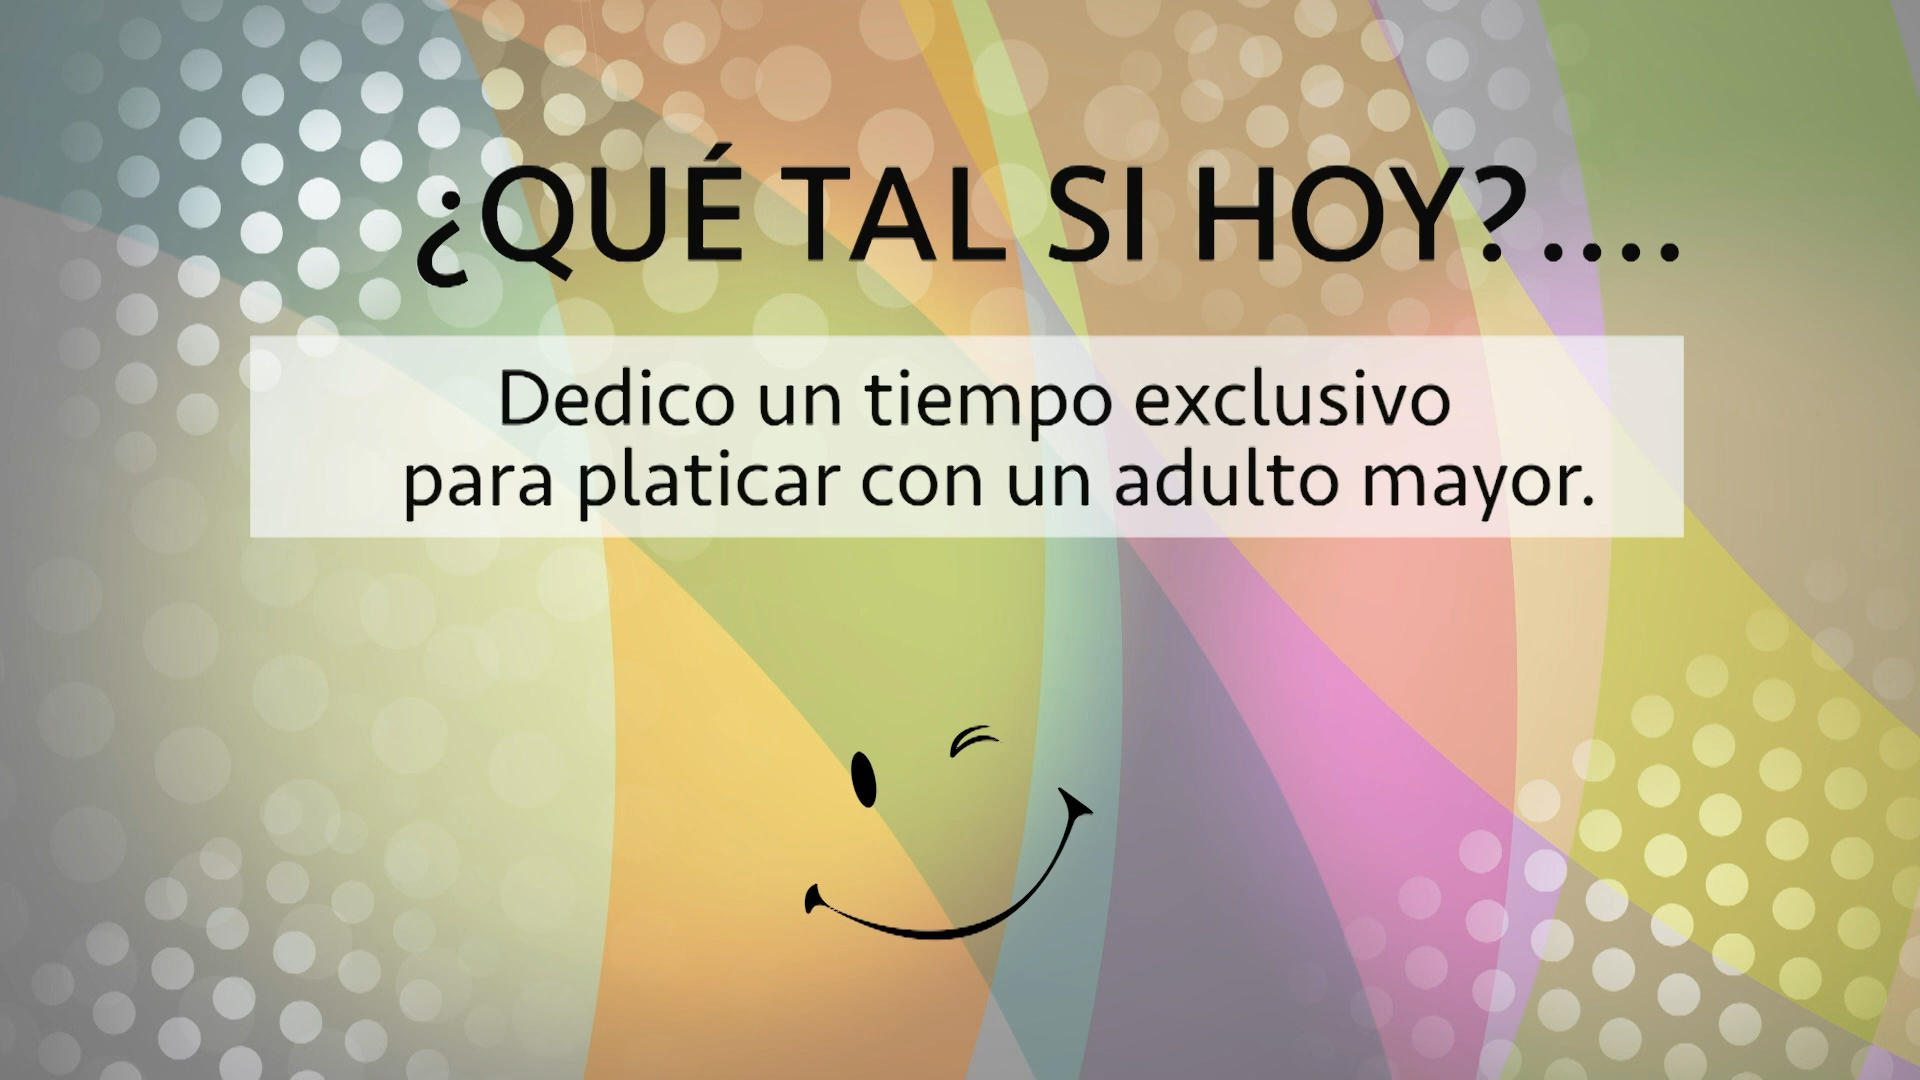 ¿QUÉ TAL SI HOY?....
Dedico un tiempo exclusivo
para platicar con un adulto mayor.